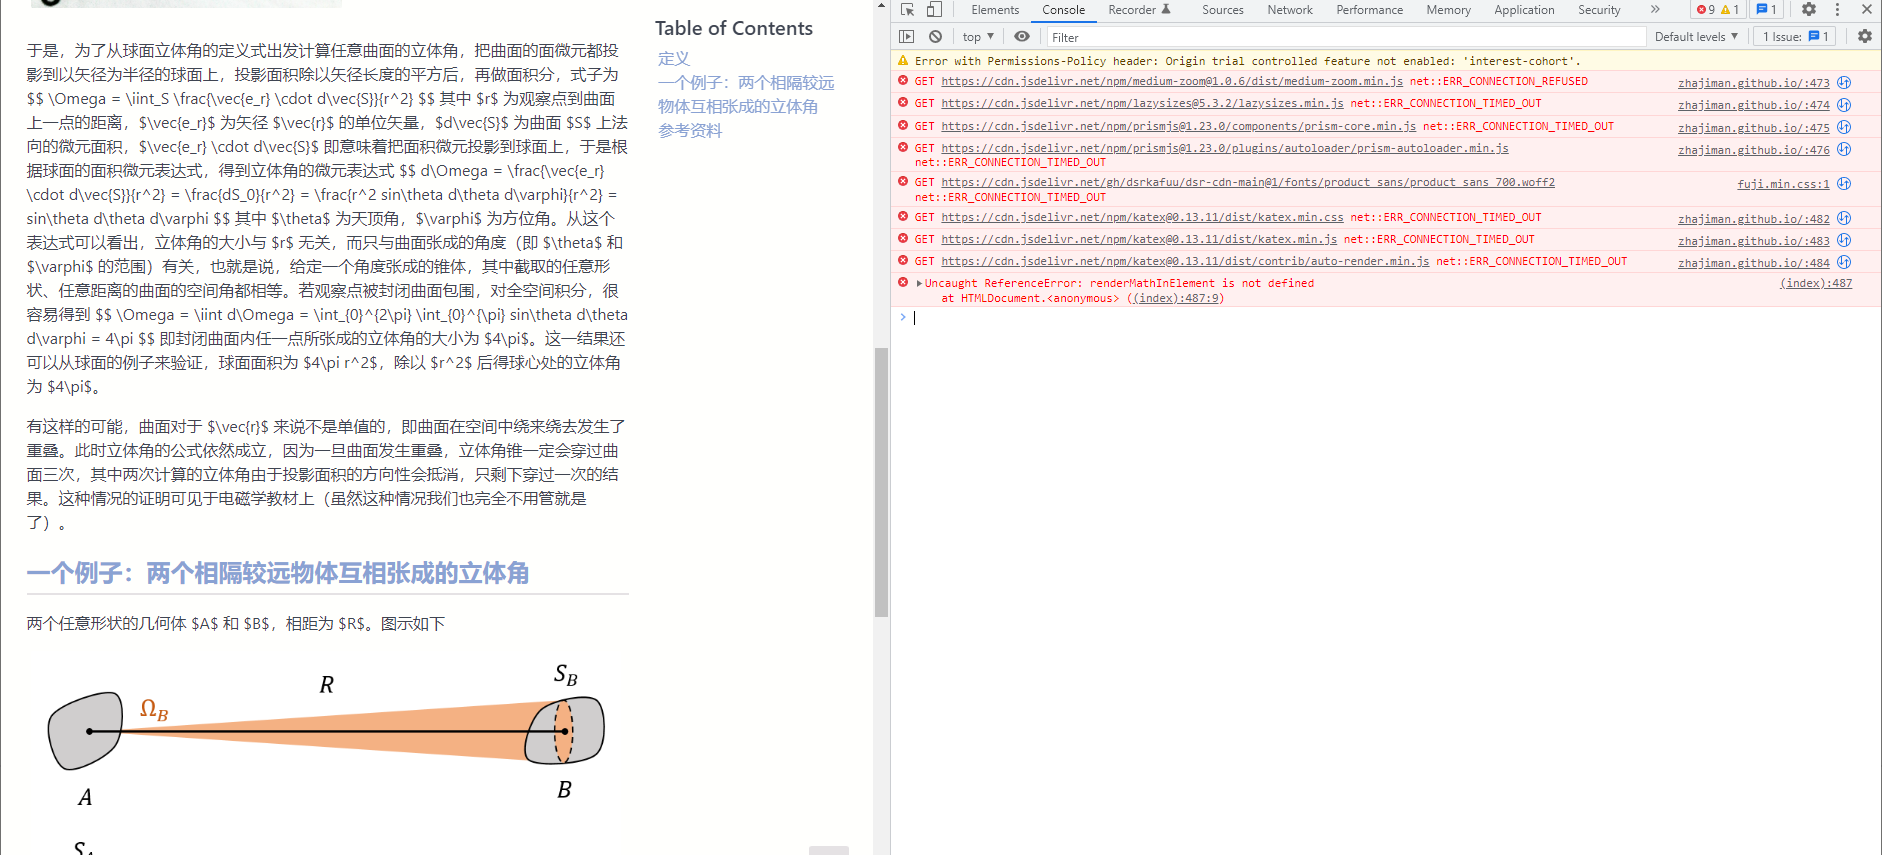 于是，为了从球面立体角的定义式出发计算任意曲面的立体角，把曲面的面微元都投
影到以矢径为半径的球面上，投影面积除以矢径长度的平方后，再做面积分，式子为
$$ \Omega = \iint_S \frac{\vec{e_r} \cdot d\vec{S}}{r^2} $$ 其中 $r$ 为观察点到曲面
上一点的距离，$\vec{e_r}$ 为矢径 $\vec{r}$ 的单位矢量，$d\vec{S}$ 为曲面 $S$ 上法
向的微元面积，$\vec{e_r} \cdot d\vec{S}$ 即意味着把面积微元投影到球面上，于是根
据球面的面积微元表达式，得到立体角的微元表达式 $$ d\Omega = \frac{\vec{e_r}
\cdot d\vec{S}}{r^2} = \frac{dS_0}{r^2} = \frac{r^2 sin\theta d\theta d\varphi}{r^2} =
sin\theta d\theta d\varphi $$ 其中 $\theta$ 为天顶角，$\varphi$ 为方位角。从这个
表达式可以看出，立体角的大小与 $r$ 无关，而只与曲面张成的角度（即 $\theta$ 和
$\varphi$ 的范围）有关，也就是说，给定一个角度张成的锥体，其中截取的任意形
状、任意距离的曲面的空间角都相等。若观察点被封闭曲面包围，对全空间积分，很
容易得到 $$ \Omega = \iint d\Omega = \int_{0}^{2\pi} \int_{0}^{\pi} sin\theta d\theta
d\varphi = 4\pi $$ 即封闭曲面内任一点所张成的立体角的大小为 $4\pi$。这一结果还
可以从球面的例子来验证，球面面积为 $4\pi r^2$，除以 $r^2$ 后得球心处的立体角
为 $4\pi$。
有这样的可能，曲面对于 $\vec{r}$ 来说不是单值的，即曲面在空间中绕来绕去发生了
重叠。此时立体角的公式依然成立，因为一旦曲面发生重叠，立体角锥一定会穿过曲
面三次，其中两次计算的立体角由于投影面积的方向性会抵消，只剩下穿过一次的结
果。这种情况的证明可见于电磁学教材上（虽然这种情况我们也完全不用管就是
了）。
一个例子：两个相隔较远物体互相张成的立体角
两个任意形状的几何体 $A$ 和 $B$，相距为 $R$。图示如下
R
S_B
Ω_B
A
B
S_A
Table of Contents
定义
一个例子：两个相隔较远
物体互相张成的立体角
参考资料
Elements Console Recorder Sources Network Performance Memory Application Security » 9 1 1
top Filter Default levels 1 Issue: 1
Error with Permissions-Policy header: Origin trial controlled feature not enabled: 'interest-cohort'.
GET https://cdn.jsdelivr.net/npm/medium-zoom@1.0.6/dist/medium-zoom.min.js net::ERR_CONNECTION_REFUSED zhajiman.github.io/:473
GET https://cdn.jsdelivr.net/npm/lazysizes@5.3.2/lazysizes.min.js net::ERR_CONNECTION_TIMED_OUT zhajiman.github.io/:474
GET https://cdn.jsdelivr.net/npm/prismjs@1.23.0/components/prism-core.min.js net::ERR_CONNECTION_TIMED_OUT zhajiman.github.io/:475
GET https://cdn.jsdelivr.net/npm/prismjs@1.23.0/plugins/autoloader/prism-autoloader.min.js zhajiman.github.io/:476
net::ERR_CONNECTION_TIMED_OUT
GET https://cdn.jsdelivr.net/gh/dsrkafuu/dsr-cdn-main@1/fonts/product_sans/product_sans_700.woff2 fuji.min.css:1
net::ERR_CONNECTION_TIMED_OUT
GET https://cdn.jsdelivr.net/npm/katex@0.13.11/dist/katex.min.css net::ERR_CONNECTION_TIMED_OUT zhajiman.github.io/:482
GET https://cdn.jsdelivr.net/npm/katex@0.13.11/dist/katex.min.js net::ERR_CONNECTION_TIMED_OUT zhajiman.github.io/:483
GET https://cdn.jsdelivr.net/npm/katex@0.13.11/dist/contrib/auto-render.min.js net::ERR_CONNECTION_TIMED_OUT zhajiman.github.io/:484
Uncaught ReferenceError: renderMathInElement is not defined (index):487
at HTMLDocument.<anonymous> ((index):487:9)